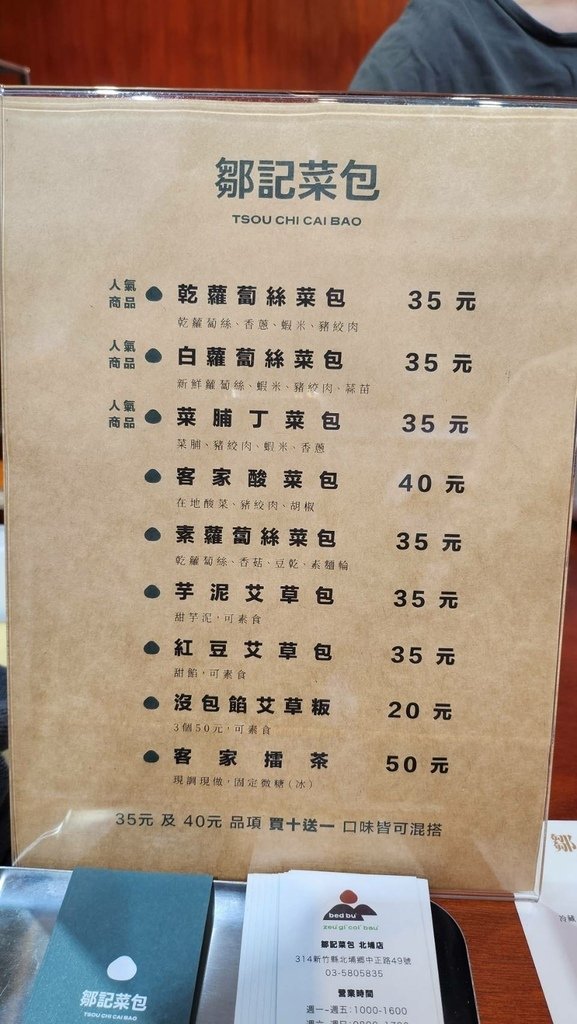 鄒記菜包
TSOU CHI CAI BAO
人氣
商品
乾蘿蔔絲菜包 35 元
乾蘿蔔絲、香蔥、蝦米、豬絞肉
人氣
商品
白蘿蔔絲菜包 35 元
新鮮蘿蔔絲、蝦米、豬絞肉、蒜苗
人氣
商品
菜脯丁菜包 35 元
菜脯、豬絞肉、蝦米、香蔥
客家酸菜包 40 元
在地酸菜、豬絞肉、胡椒
素蘿蔔絲菜包 35 元
乾蘿蔔絲、香菇、豆乾、素麵輪
芋泥艾草包 35 元
甜芋泥，可素食
紅豆艾草包 35 元
甜餡，可素食
沒包餡艾草粄 20 元
3個50元，可素食
客家擂茶 50 元
現調現做，固定微糖（冰）
35元 及 40元 品項 買十送一 口味皆可混搭
鄒記菜包
TSOU CHI CAI BAO
bed bu
zeuˊgiˋcoiˋbauˊ
鄒記菜包 北埔店
314新竹縣北埔鄉中正路49號
03-5805835
營業時間
週一-週五：1000-1600
冷藏